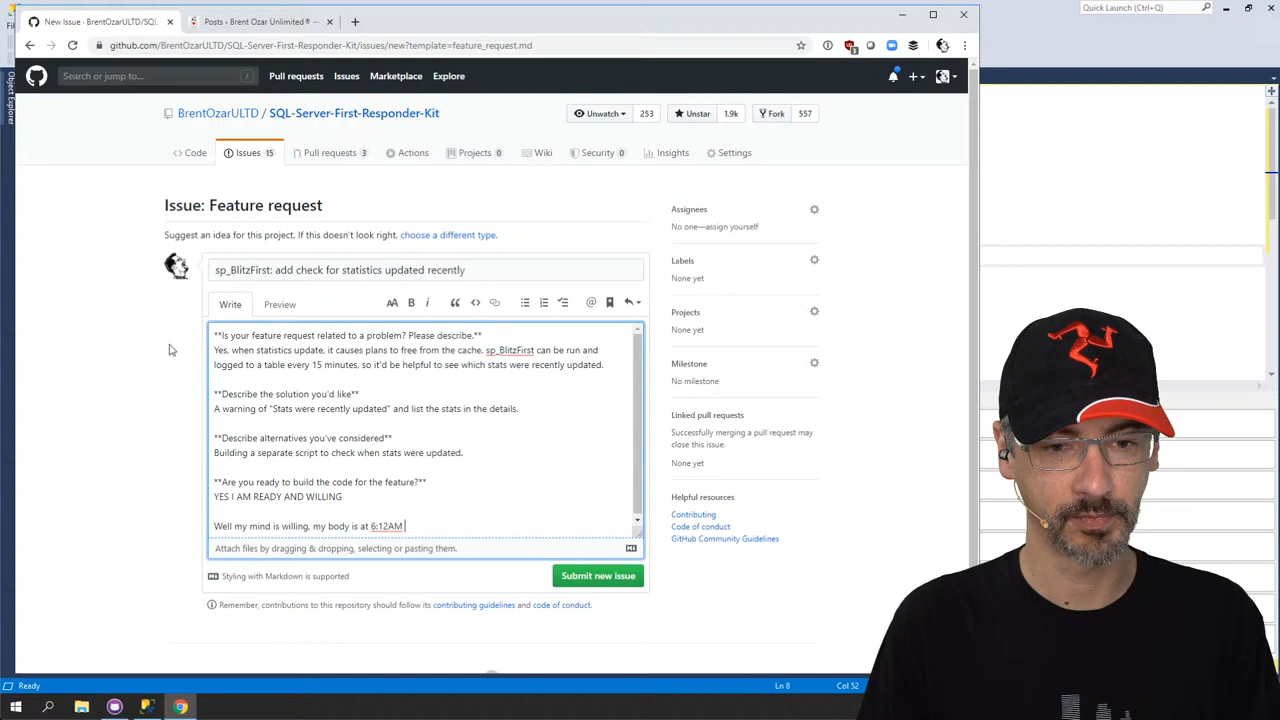 New Issue · BrentOzarULTD/SQL
Posts ‹ Brent Ozar Unlimited®
Quick Launch (Ctrl+Q)
github.com/BrentOzarULTD/SQL-Server-First-Responder-Kit/issues/new?template=feature_request.md
Object Explorer
Search or jump to...
/
Pull requests
Issues
Marketplace
Explore
BrentOzarULTD / SQL-Server-First-Responder-Kit
Unwatch
253
Unstar
1.9k
Fork
557
Code
Issues 15
Pull requests 3
Actions
Projects 0
Wiki
Security 0
Insights
Settings
Issue: Feature request
Suggest an idea for this project. If this doesn't look right, choose a different type.
sp_BlitzFirst: add check for statistics updated recently
Write
Preview
**Is your feature request related to a problem? Please describe.**
Yes, when statistics update, it causes plans to free from the cache. sp_BlitzFirst can be run and
logged to a table every 15 minutes, so it'd be helpful to see which stats were recently updated.
**Describe the solution you'd like**
A warning of "Stats were recently updated" and list the stats in the details.
**Describe alternatives you've considered**
Building a separate script to check when stats were updated.
**Are you ready to build the code for the feature?**
YES I AM READY AND WILLING
Well my mind is willing, my body is at 6:12AM
Attach files by dragging & dropping, selecting or pasting them.
Styling with Markdown is supported
Submit new issue
Remember, contributions to this repository should follow its contributing guidelines and code of conduct.
Assignees
No one—assign yourself
Labels
None yet
Projects
None yet
Milestone
No milestone
Linked pull requests
Successfully merging a pull request may
close this issue.
None yet
Helpful resources
Contributing
Code of conduct
GitHub Community Guidelines
Ready
Ln 8
Col 52